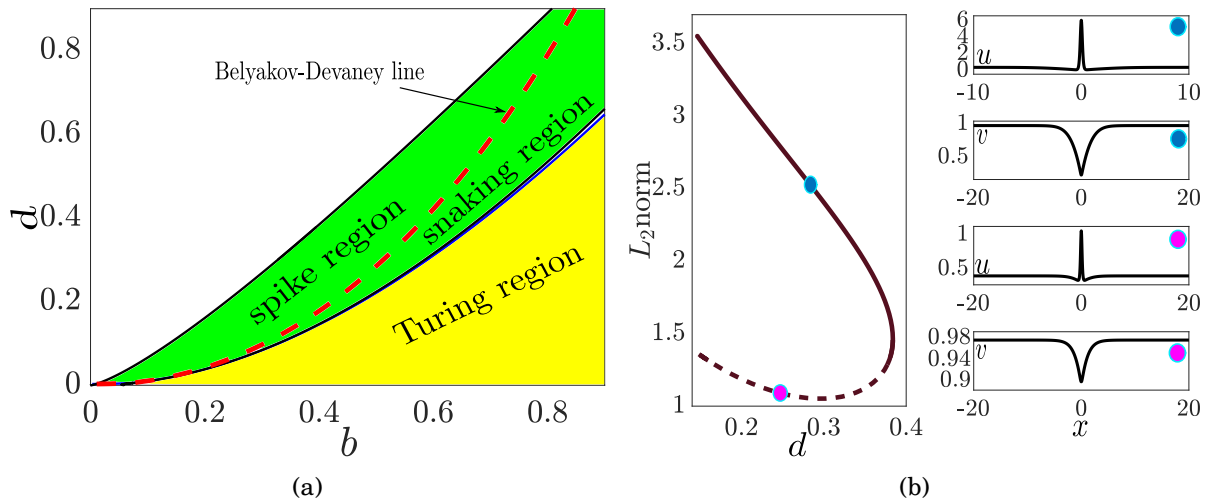 0.8
0.6
0.4
0.2
0
d
Belyakov-Devaney line
spike region
snaking region
Turing region
0
0.2
0.4
0.6
0.8
b
(a)
3.5
3
2.5
2
1.5
1
L₂norm
0.2
0.3
0.4
d
6
4
2
0
u
-10
0
10
1
0.5
v
-20
0
20
1
0.5
u
-20
0
20
0.98
0.94
0.9
v
-20
0
20
x
(b)